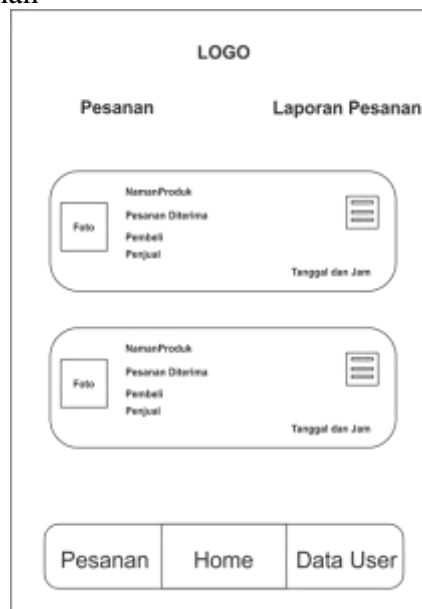 LOGO
Pesanan
Laporan Pesanan
NamanProduk
Foto
Pesanan Diterima
Pembeli
Penjual
Tanggal dan Jam
NamanProduk
Foto
Pesanan Diterima
Pembeli
Penjual
Tanggal dan Jam
Pesanan
Home
Data User